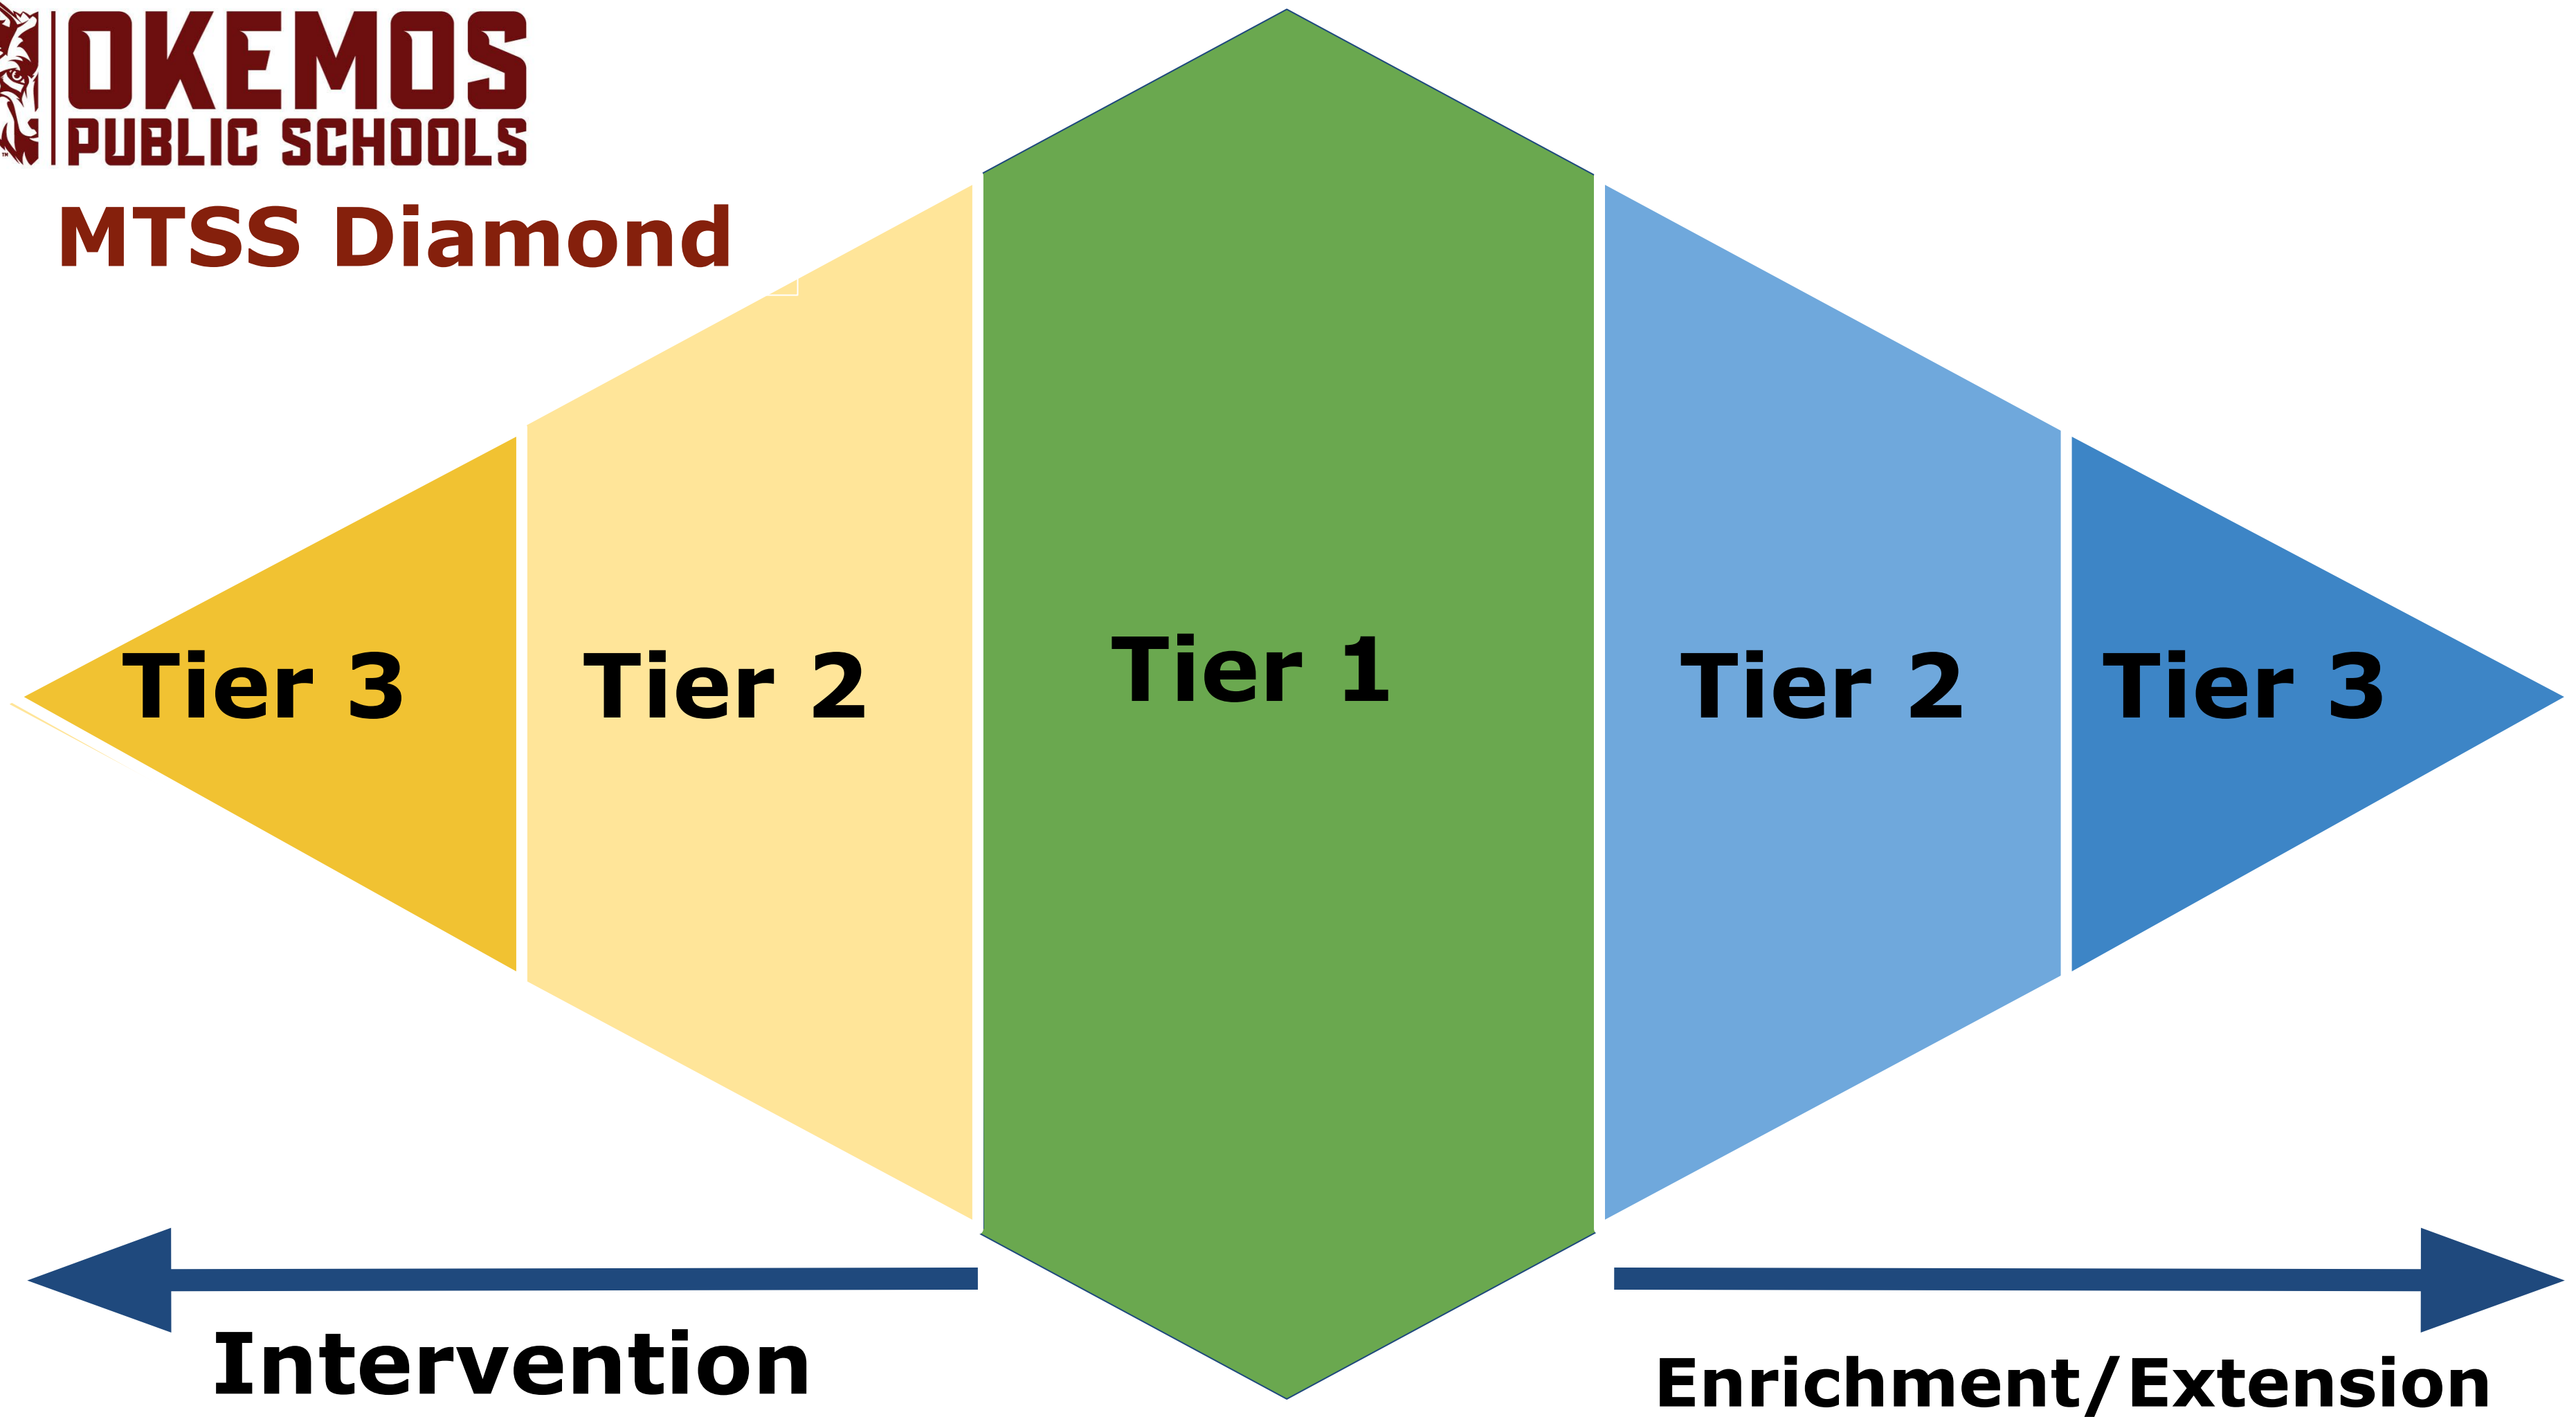 OKEMOS
PUBLIC SCHOOLS
MTSS Diamond
Tier 3
Tier 2
Tier 1
Tier 2
Tier 3
Intervention
Enrichment/Extension